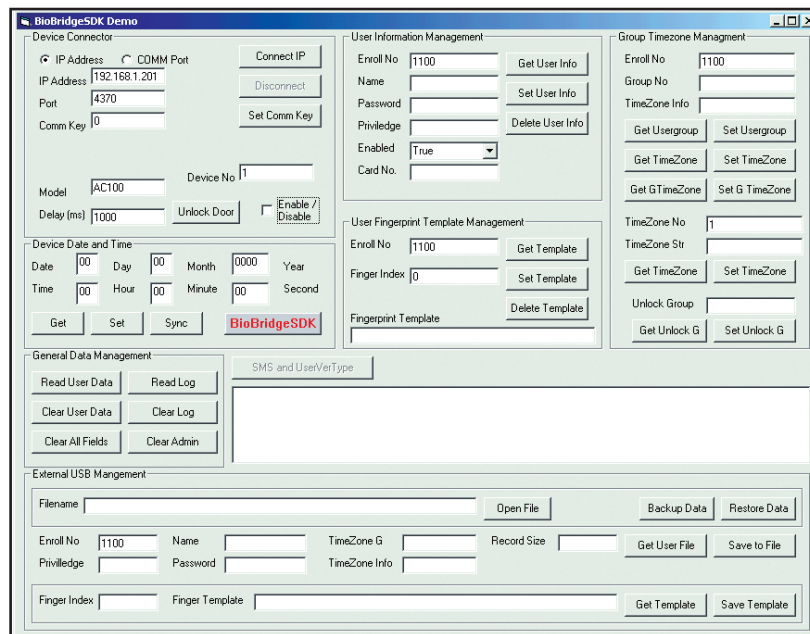 BioBridgeSDK Demo
Device Connector
IP Address COMM Port Connect IP
IP Address 192.168.1.201 Disconnect
Port 4370
Comm Key 0 Set Comm Key
Device No 1
Model AC100
Delay (ms) 1000 Unlock Door Enable / Disable
Device Date and Time
Date 00 Day 00 Month 0000 Year
Time 00 Hour 00 Minute 00 Second
Get Set Sync BioBridgeSDK
User Information Management
Enroll No 1100 Get User Info
Name
Password Set User Info
Priviledge Delete User Info
Enabled True
Card No.
User Fingerprint Template Management
Enroll No 1100 Get Template
Finger Index 0 Set Template
Delete Template
Fingerprint Template
Group Timezone Managment
Enroll No 1100
Group No
TimeZone Info
Get Usergroup Set Usergroup
Get TimeZone Set TimeZone
Get GTimeZone Set G TimeZone
TimeZone No 1
TimeZone Str
Get TimeZone Set TimeZone
Unlock Group
Get Unlock G Set Unlock G
General Data Management
Read User Data Read Log
Clear User Data Clear Log
Clear All Fields Clear Admin
SMS and UserVerType
External USB Mangement
Filename Open File Backup Data Restore Data
Enroll No 1100 Name TimeZone G Record Size Get User File Save to File
Priviliedge Password TimeZone Info
Finger Index Finger Template Get Template Save Template